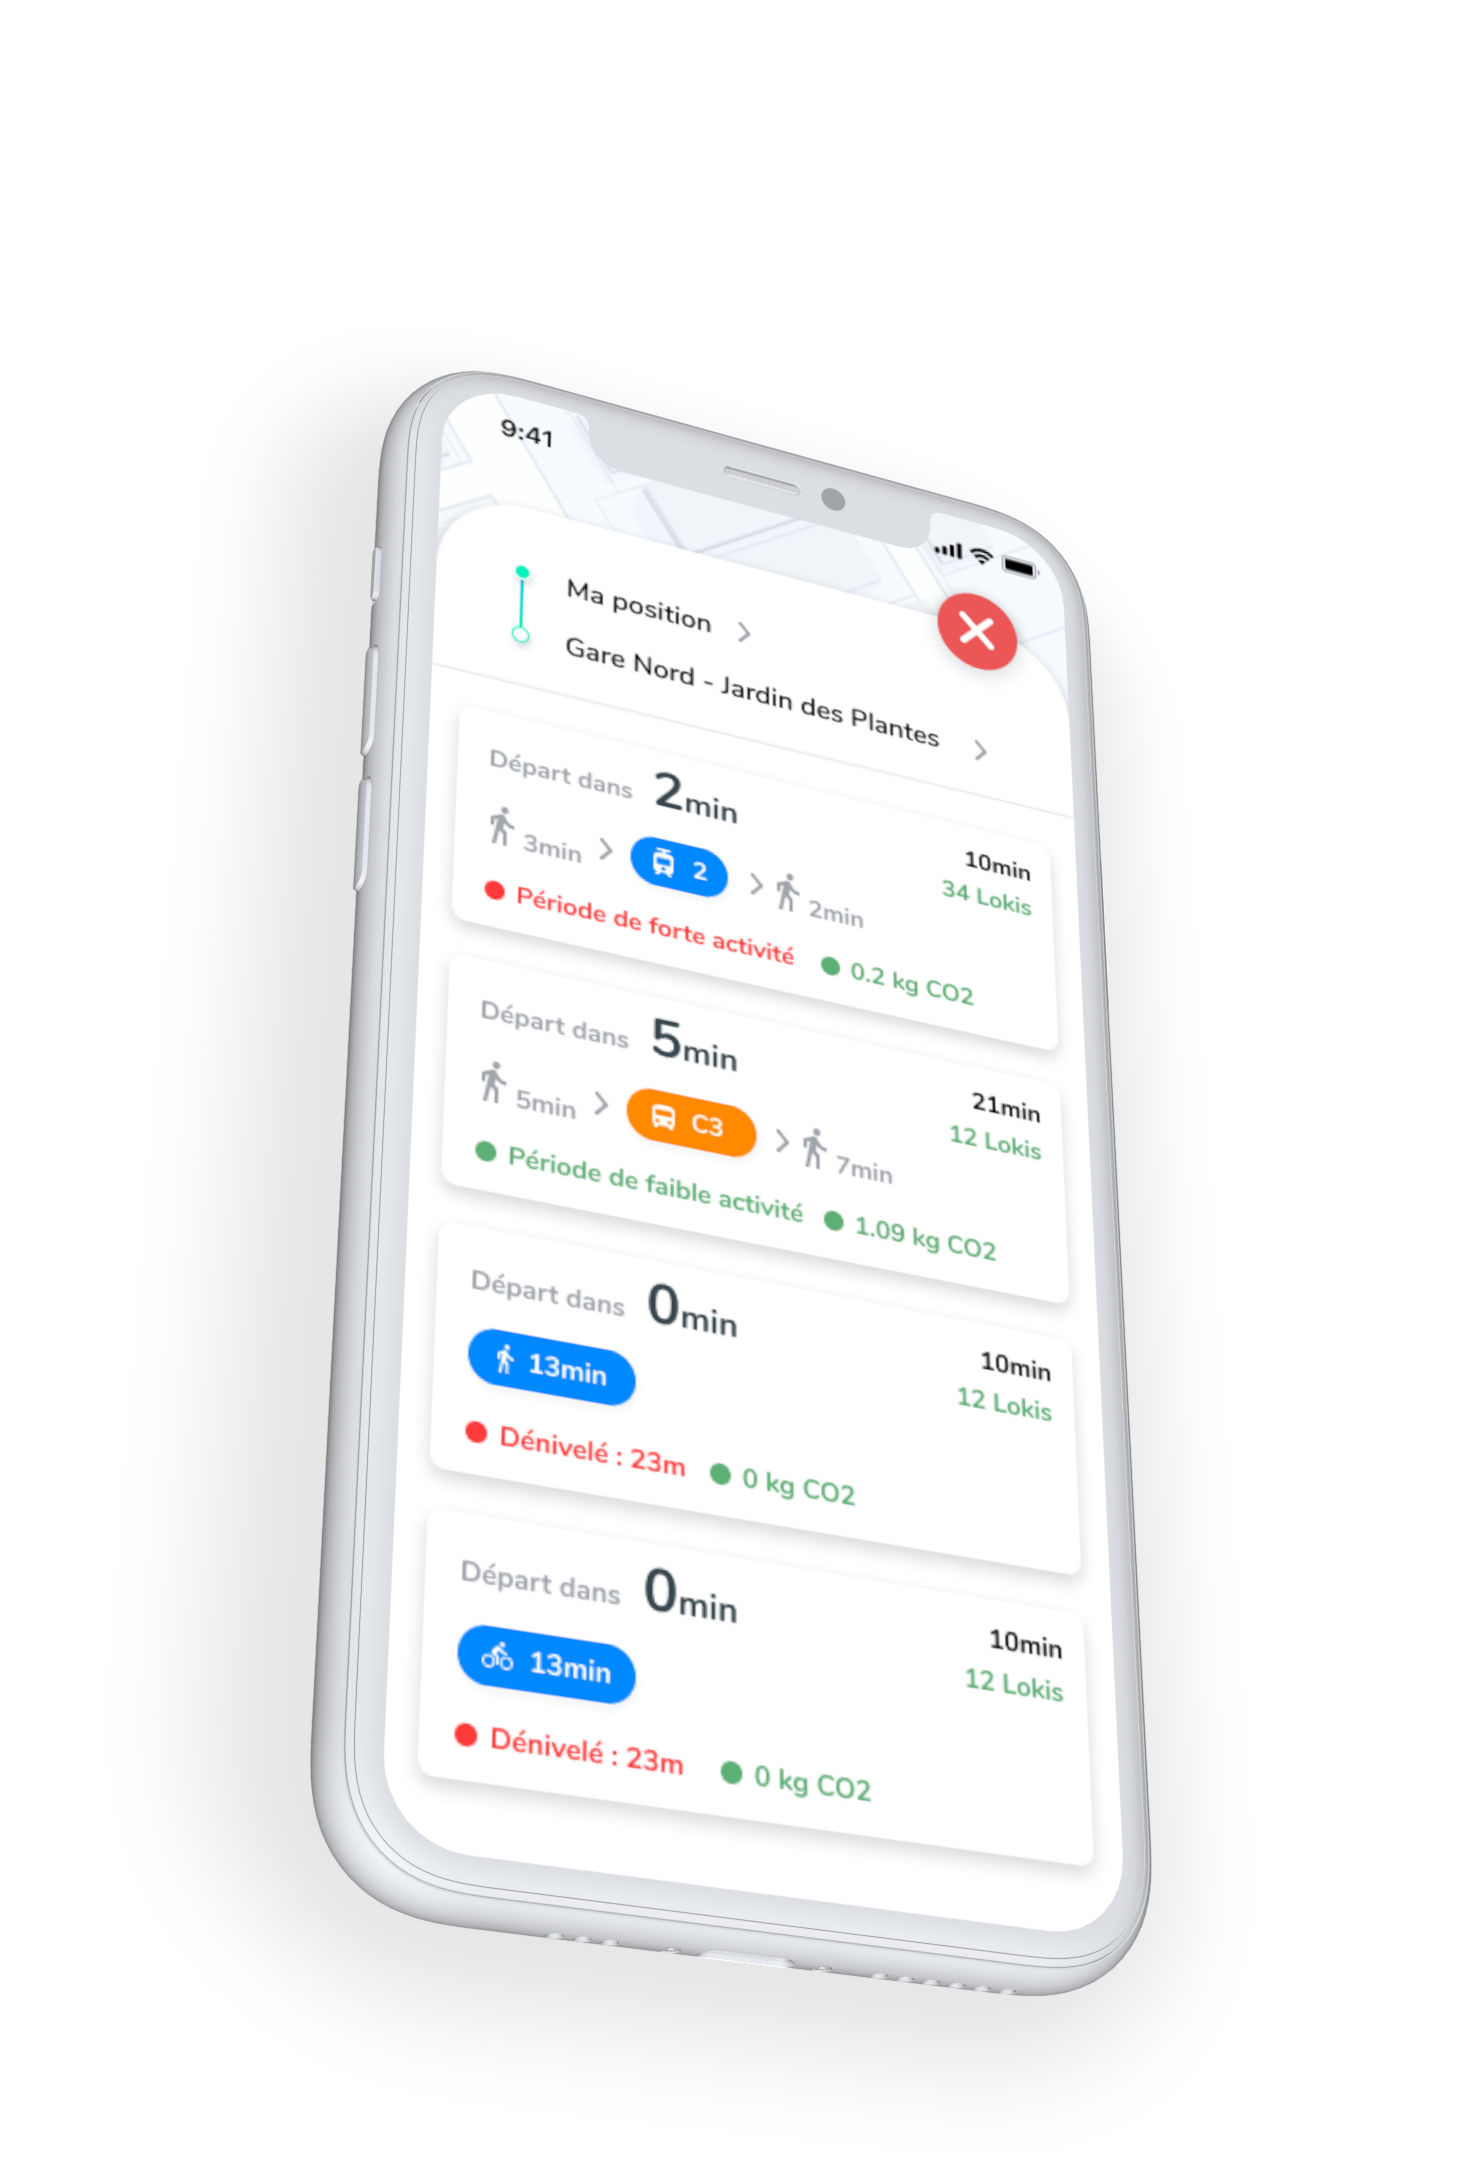 9:41
Ma position
Gare Nord - Jardin des Plantes
Départ dans 2min
10min
3min 2 2min
34 Lokis
Période de forte activité 0.2 kg CO2
Départ dans 5min
21min
5min C3 7min
12 Lokis
Période de faible activité 1.09 kg CO2
Départ dans 0min
10min
13min
12 Lokis
Dénivelé : 23m 0 kg CO2
Départ dans 0min
10min
13min
12 Lokis
Dénivelé : 23m 0 kg CO2